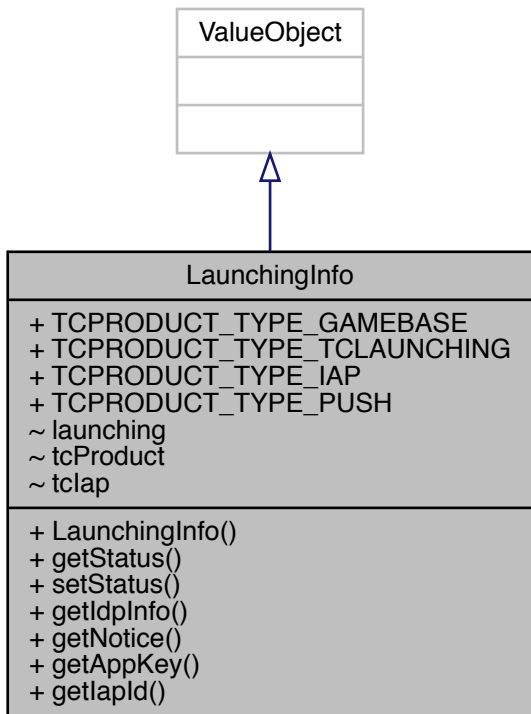 ValueObject
LaunchingInfo
+ TCPRODUCT_TYPE_GAMEBASE
+ TCPRODUCT_TYPE_TCLAUNCHING
+ TCPRODUCT_TYPE_IAP
+ TCPRODUCT_TYPE_PUSH
~ launching
~ tcProduct
~ tcIap
+ LaunchingInfo()
+ getStatus()
+ setStatus()
+ getIdpInfo()
+ getNotice()
+ getAppKey()
+ getIapId()